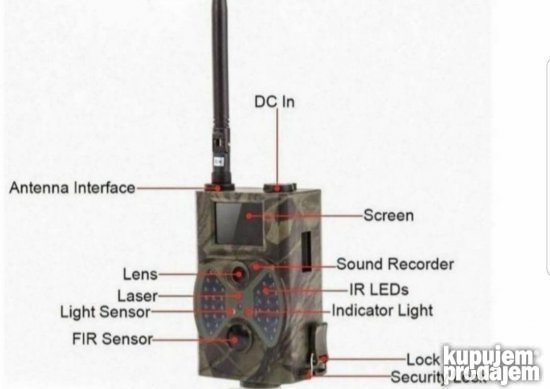 DC In
Antenna Interface
Screen
Sound Recorder
Lens
IR LEDs
Laser
Light Sensor
Indicator Light
FIR Sensor
Lock
Security
kupujem
prodajem